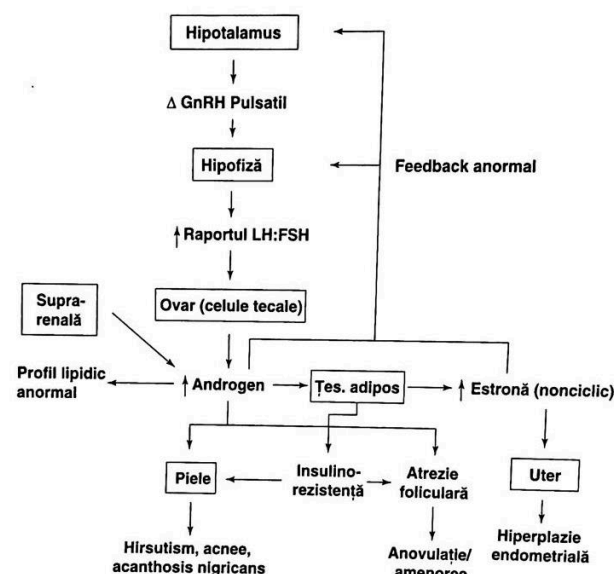 Hipotalamus
Δ GnRH Pulsatil
Hipofiză
Feedback anormal
↑ Raportul LH:FSH
Supra-
renală
Ovar (celule tecale)
Profil lipidic
anormal
↑ Androgen
Țes. adipos
↑ Estronă (nonciclic)
Piele
Insulino-
rezistență
Atrezie
foliculară
Uter
Hirsutism, acnee,
acanthosis nigricans
Anovulație/
amenoree
Hiperplazie
endometrială